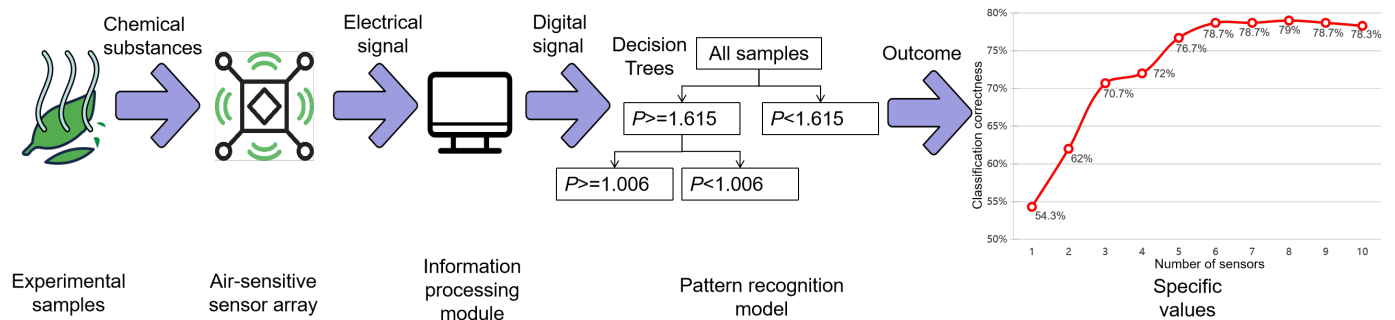 Chemical
substances
Electrical
signal
Digital
signal
Decision
Trees
All samples
P>=1.615
P<1.615
P>=1.006
P<1.006
Outcome
Experimental
samples
Air-sensitive
sensor array
Information
processing
module
Pattern recognition
model
Classification correctness
80%
75%
70%
65%
60%
55%
50%
54.3%
62%
70.7%
72%
76.7%
78.7%
78.7%
79%
78.7%
78.3%
1 2 3 4 5 6 7 8 9 10
Number of sensors
Specific
values